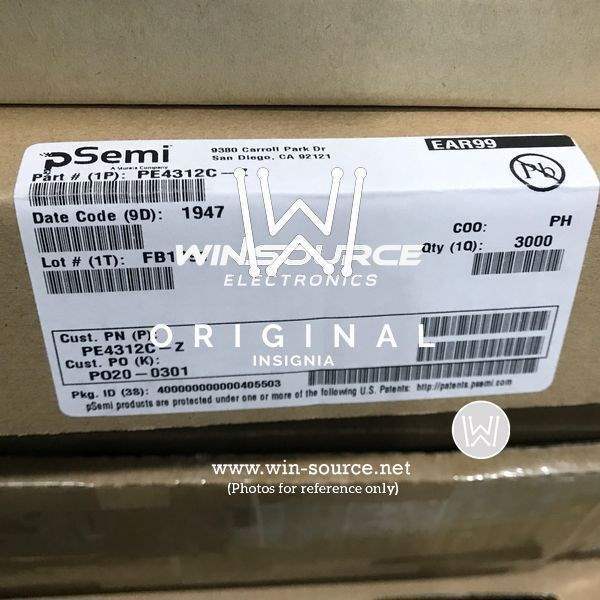 pSemi
A Murata Company
9380 Carroll Park Dr
San Diego, CA 92121
EAR99
Pb
Part # (1P): PE4312C-
Date Code (9D): 1947
COO: PH
Lot # (1T):
Qty (1Q): 3000
W
WIN SOURCE
ELECTRONICS
ORIGINAL
INSIGNIA
Cust. PN (P):
PE4312C-Z
Cust. PO (K):
PO20-0301
Pkg. ID (3S): 400000000000405503
pSemi products are protected under one or more of the following U.S. Patents: http://patents.psemi.com
W
www.win-source.net
(Photos for reference only)